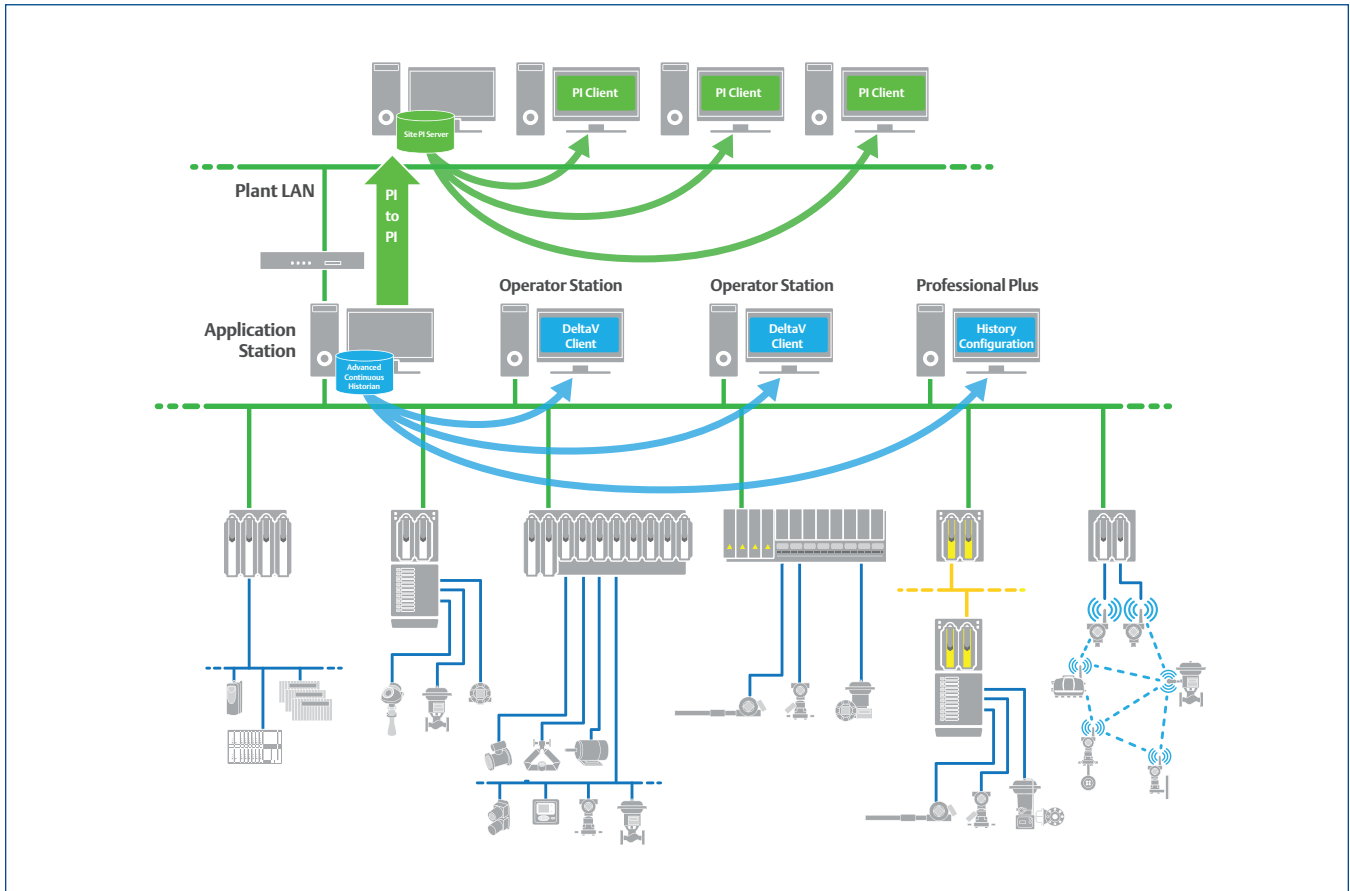 PI Client
PI Client
PI Client
Site PI Server
Plant LAN
PI
to
PI
Operator Station
Operator Station
Professional Plus
Application
Station
DeltaV
Client
DeltaV
Client
History
Configuration
Advanced
Continuous
Historian